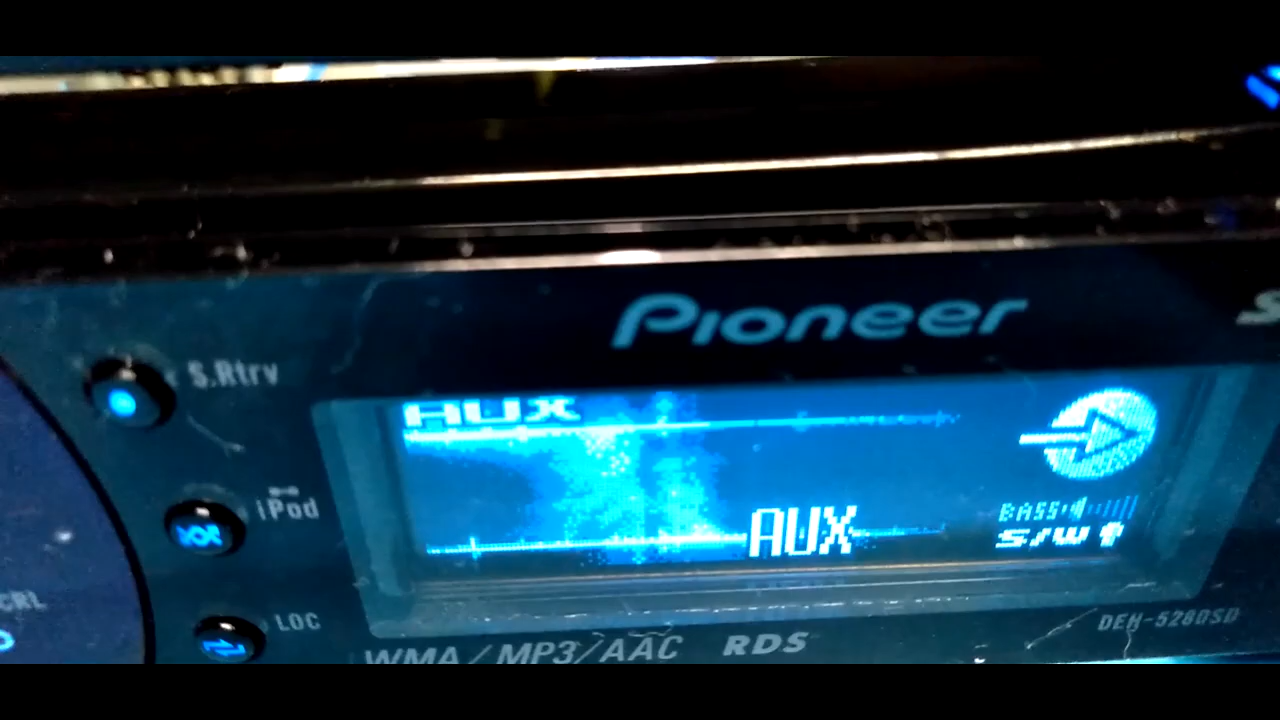 Pioneer
S.Rtrv
AUX
iPod
BASS
AUX
S/W
LOC
DEH-5280SD
WMA/MP3/AAC RDS